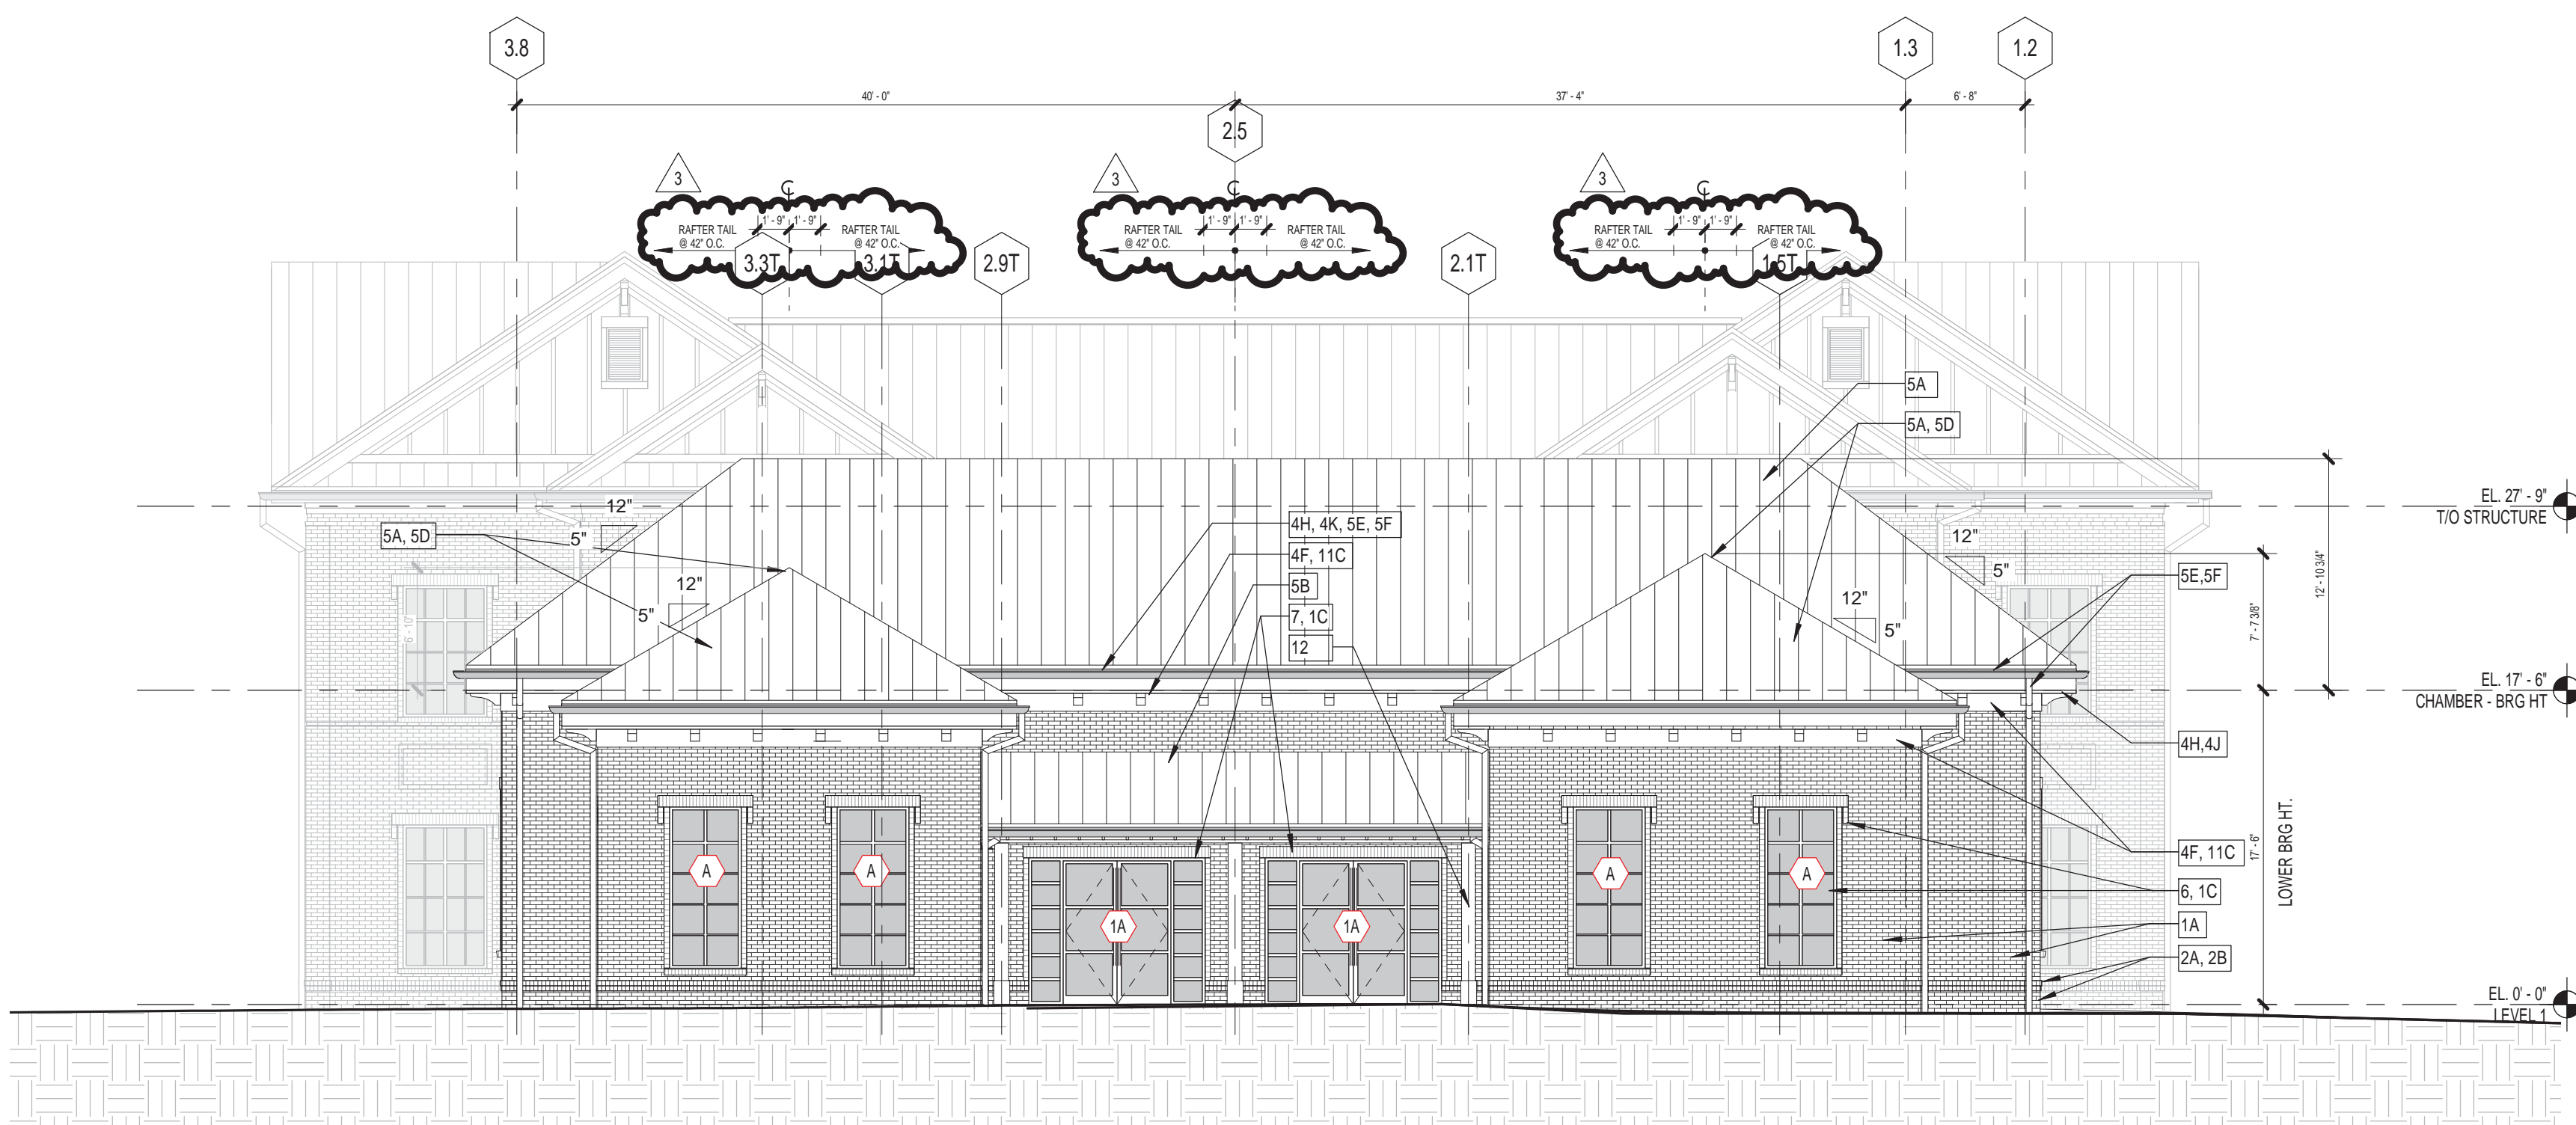 3.8
1.3
1.2
40' - 0"
37' - 4"
6' - 8"
2.5
3
3
3
1' - 9" 1' - 9"
RAFTER TAIL
@ 42" O.C.
RAFTER TAIL
@ 42" O.C.
1' - 9" 1' - 9"
RAFTER TAIL
@ 42" O.C.
RAFTER TAIL
@ 42" O.C.
1' - 9" 1' - 9"
RAFTER TAIL
@ 42" O.C.
RAFTER TAIL
@ 42" O.C.
3.3T
3.1T
2.9T
2.1T
1.5T
5A
5A, 5D
12"
5"
5A, 5D
12"
5"
4H, 4K, 5E, 5F
4F, 11C
5B
7, 1C
12
12"
5"
12"
5"
5E,5F
EL. 27' - 9"
T/O STRUCTURE
12' - 10 3/4"
7' - 7 3/8"
6' - 10"
EL. 17' - 6"
CHAMBER - BRG HT
4H,4J
4F, 11C
17' - 6"
LOWER BRG HT.
6, 1C
1A
2A, 2B
A
A
1A
1A
A
A
EL. 0' - 0"
LEVEL 1